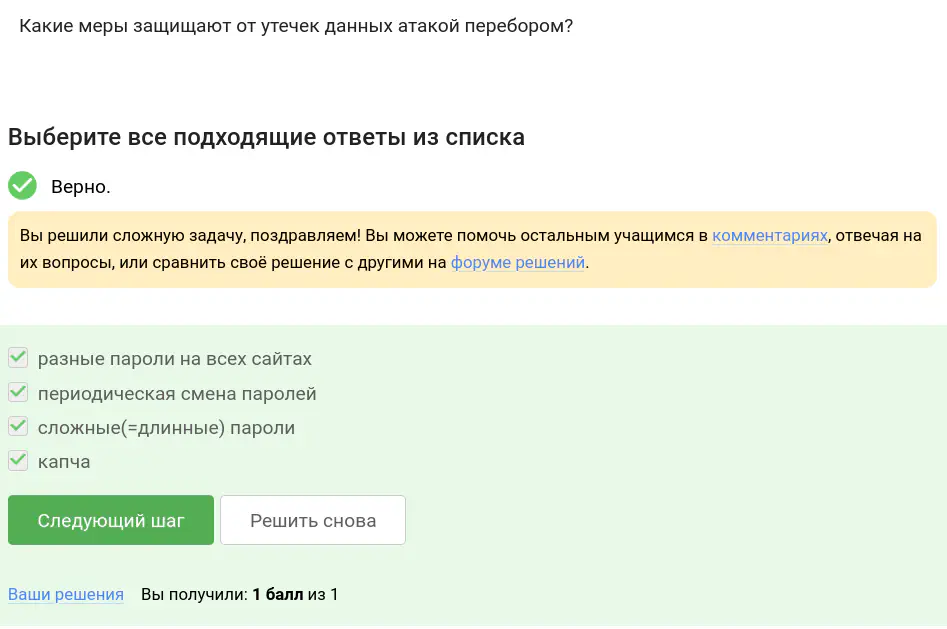 Какие меры защищают от утечек данных атакой перебором?
Выберите все подходящие ответы из списка
Верно.
Вы решили сложную задачу, поздравляем! Вы можете помочь остальным учащимся в комментариях, отвечая на
их вопросы, или сравнить своё решение с другими на форуме решений.
разные пароли на всех сайтах
периодическая смена паролей
сложные(=длинные) пароли
капча
Следующий шаг Решить снова
Ваши решения Вы получили: 1 балл из 1